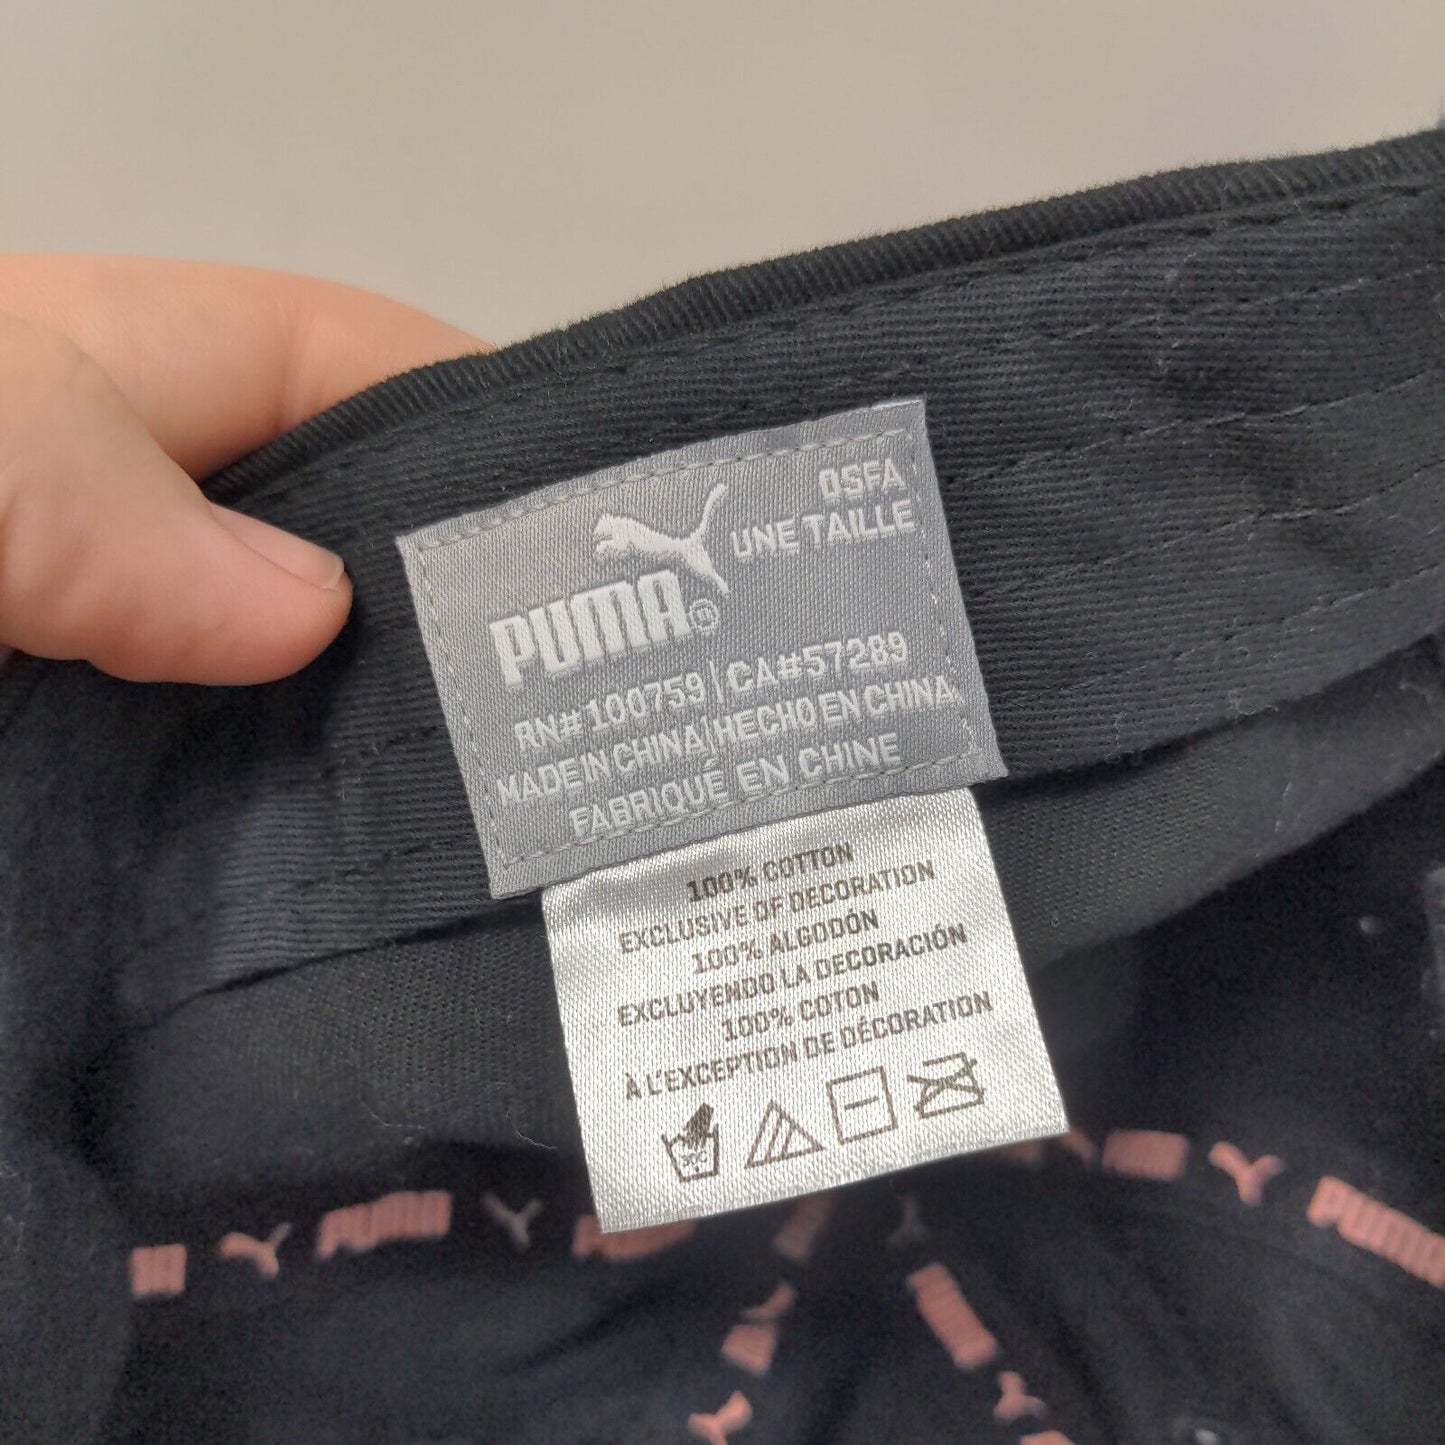 OSFA
UNE TAILLE
PUMA®
RN# 100759 | CA#57289
MADE IN CHINA|HECHO EN CHINA
FABRIQUÉ EN CHINE
100% COTTON
EXCLUSIVE OF DECORATION
100% ALGODÓN
EXCLUYENDO LA DECORACIÓN
100% COTON
À L'EXCEPTION DE DÉCORATION
PUMA
PUMA